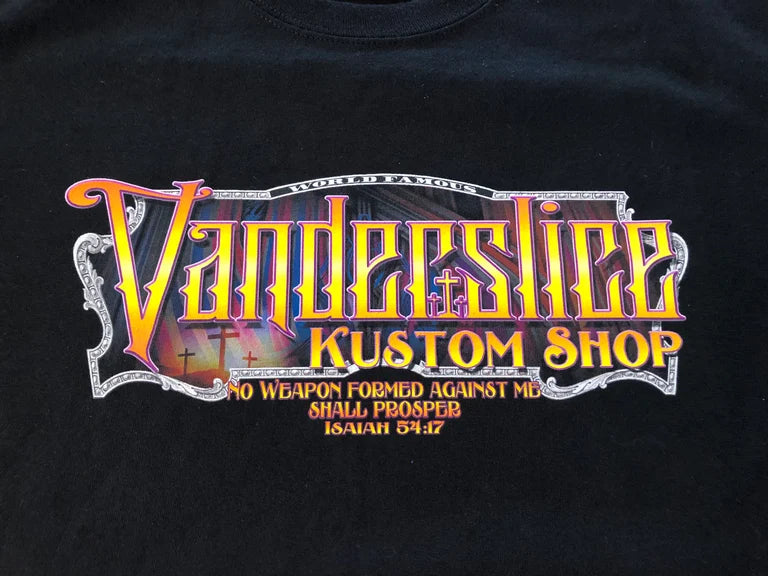 WORLD FAMOUS
Vanderslice
KUSTOM SHOP
NO WEAPON FORMED AGAINST ME
SHALL PROSPER
ISAIAH 54:17